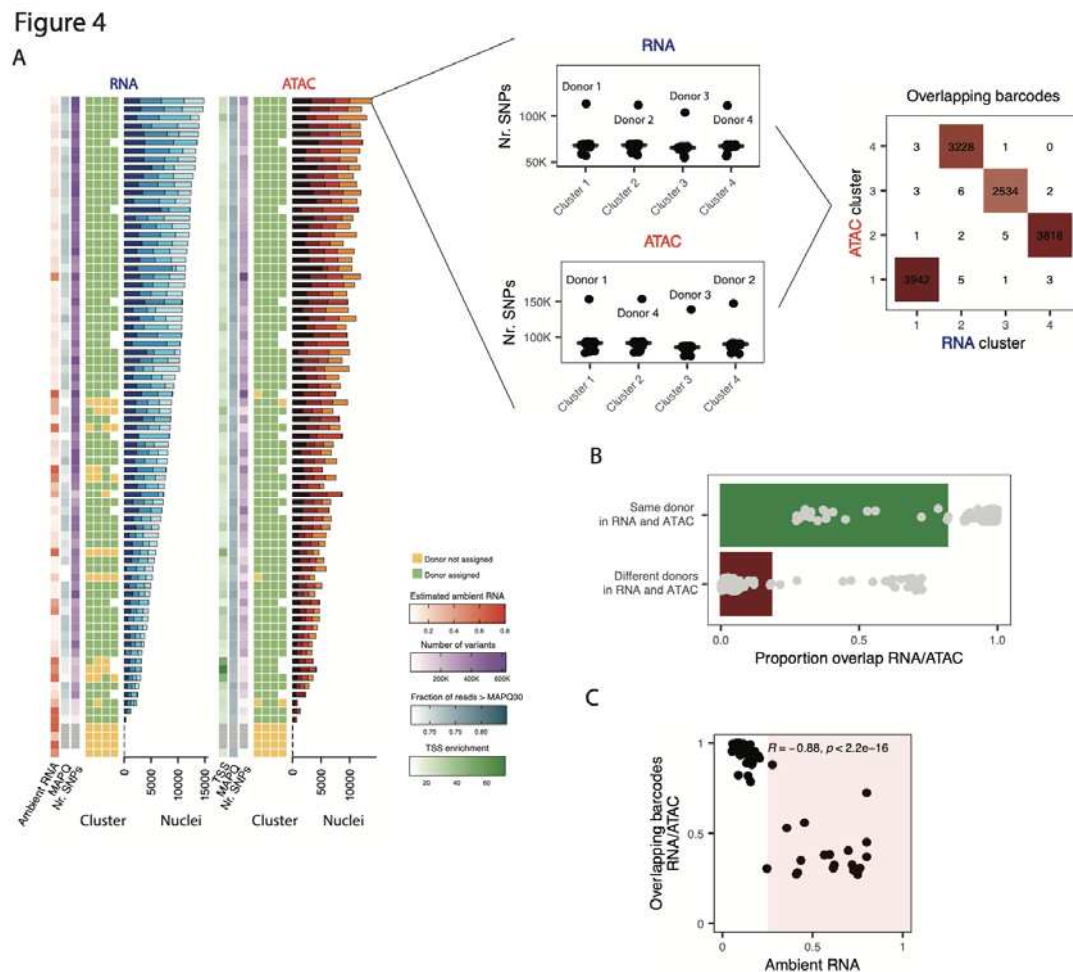 Figure 4
A
RNA
ATAC
Ambient RNA
MAPQ
Nr. SNPs
Cluster
0
5000
10000
15000
Nuclei
TSS
MAPQ
Nr. SNPs
Cluster
0
5000
10000
Nuclei
Donor not assigned
Donor assigned
Estimated ambient RNA
0.2 0.4 0.6 0.8
Number of variants
200K 400K 600K
Fraction of reads > MAPQ30
0.70 0.75 0.80
TSS enrichment
20 40 60
RNA
Nr. SNPs
100K
50K
Donor 1
Donor 2
Donor 3
Donor 4
Cluster 1
Cluster 2
Cluster 3
Cluster 4
ATAC
Nr. SNPs
150K
100K
Donor 1
Donor 4
Donor 3
Donor 2
Cluster 1
Cluster 2
Cluster 3
Cluster 4
Overlapping barcodes
ATAC cluster
4 3 3228 1 0
3 3 6 2534 2
2 1 2 5 3818
1 3942 5 1 3
1 2 3 4
RNA cluster
B
Same donor
in RNA and ATAC
Different donors
in RNA and ATAC
0.0 0.5 1.0
Proportion overlap RNA/ATAC
C
R = −0.88, p < 2.2e−16
Overlapping barcodes
RNA/ATAC
1
0.5
0
0 0.5 1
Ambient RNA